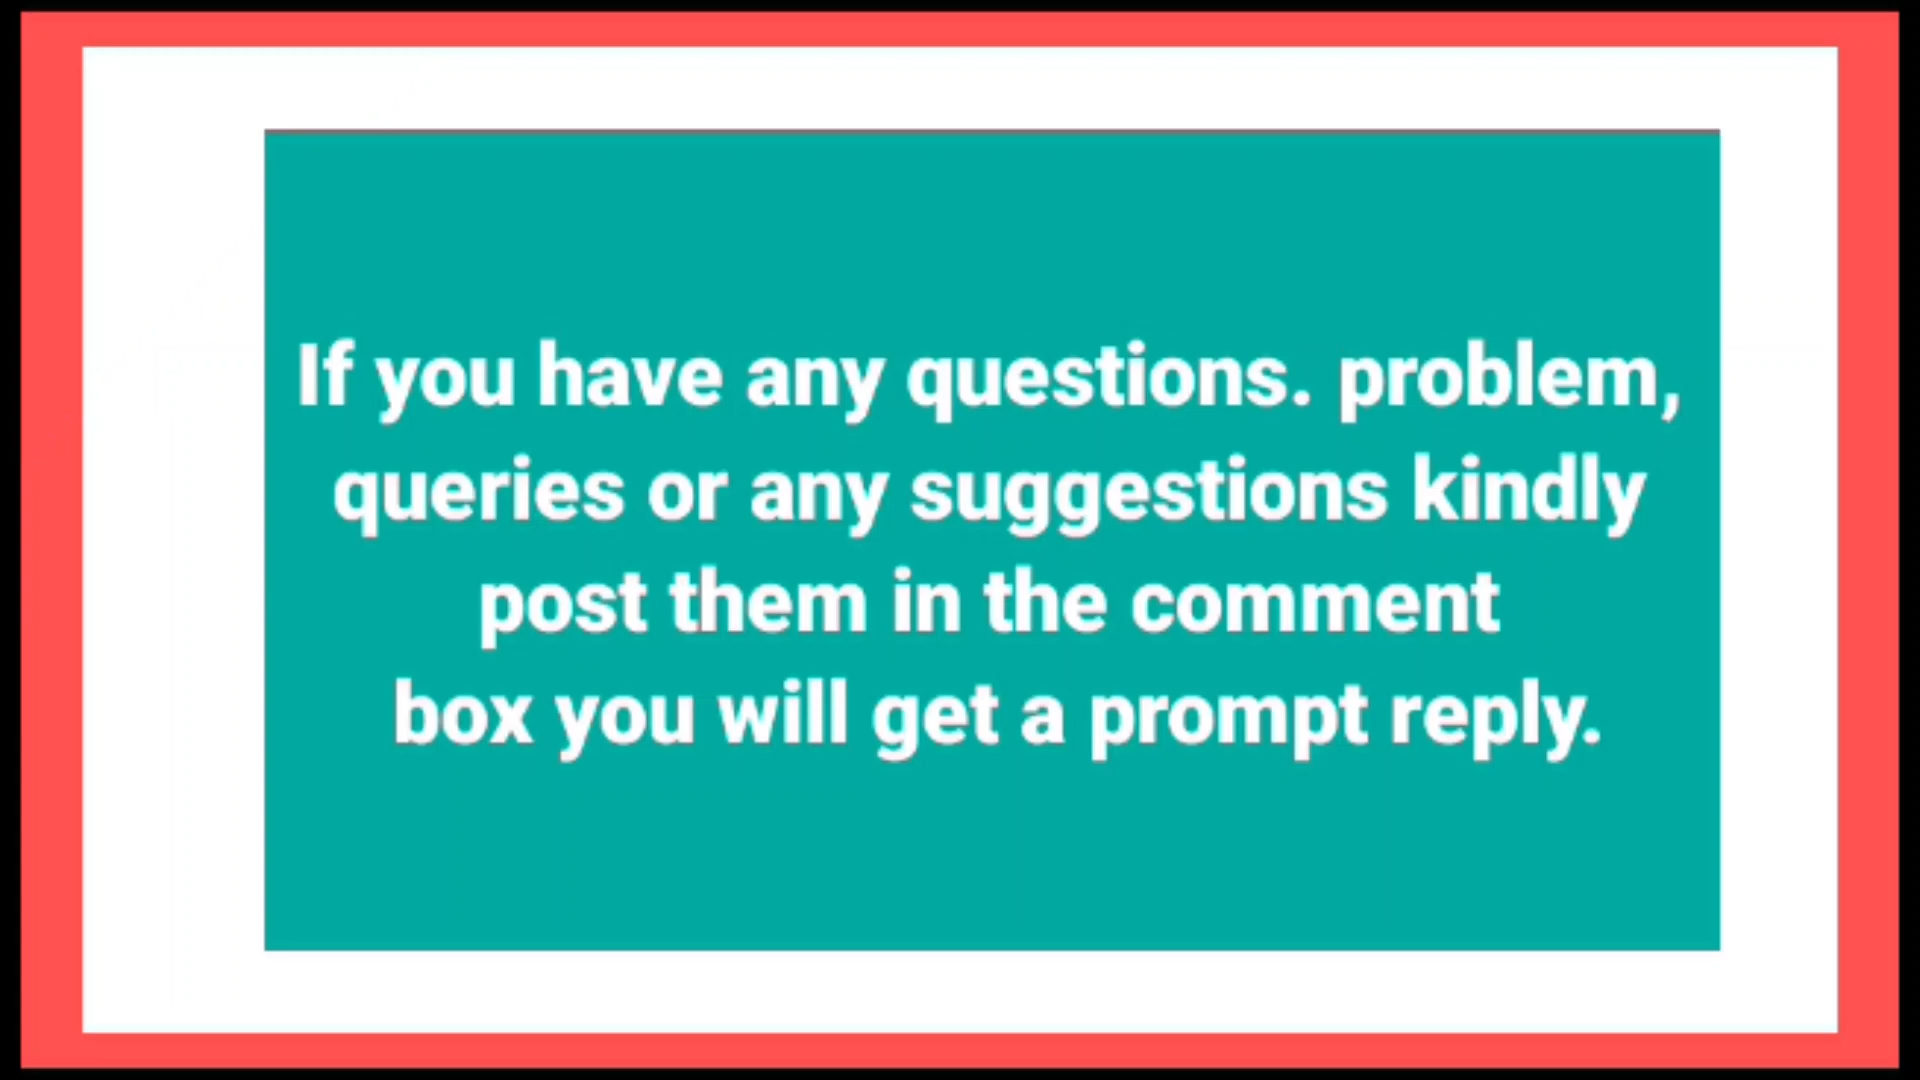 If you have any questions. problem,
queries or any suggestions kindly
post them in the comment
box you will get a prompt reply.